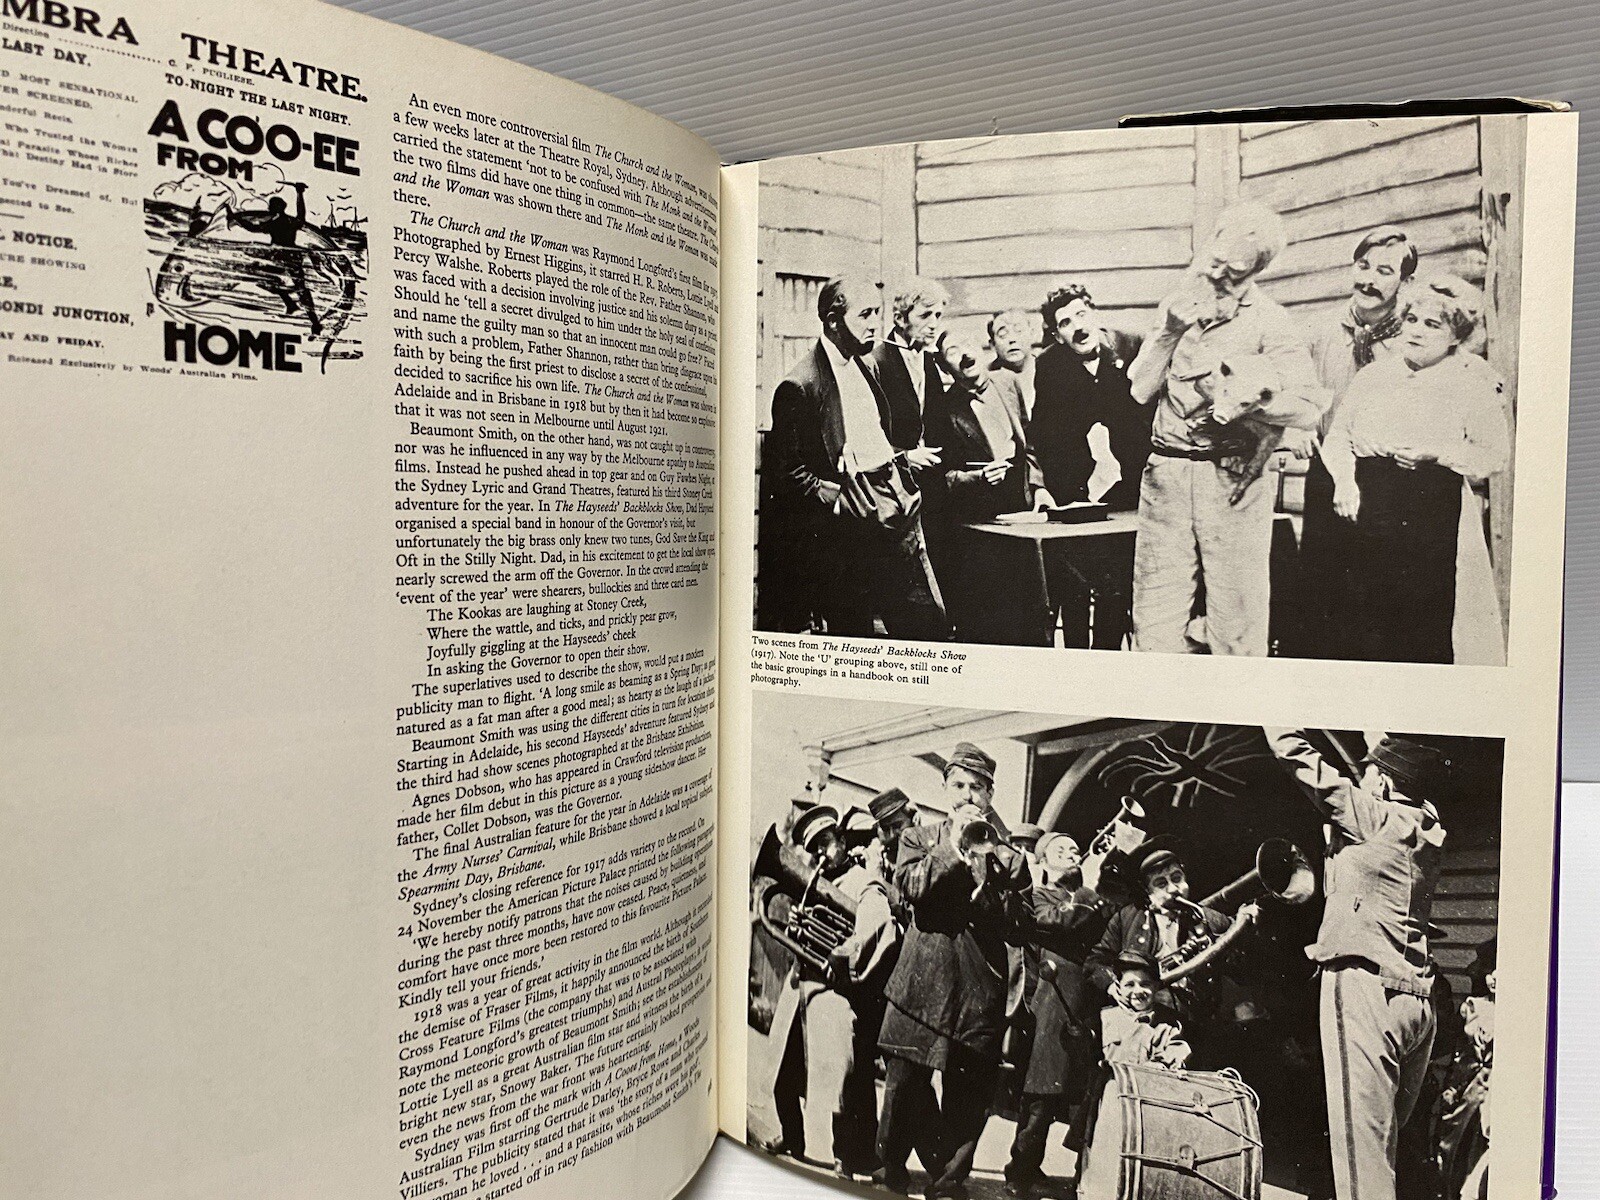 MBRA THEATRE.
Direction ........ C. F. PUGLIESE.
LAST DAY.
D MOST SENSATIONAL
ER SCREENED.
nderful Reels.
Who Trusted the Woman
al Parasite Whose Riches
What Destiny Had in Store
You've Dreamed of, But
pected to See.
L NOTICE.
URE SHOWING
RE,
BONDI JUNCTION,
AY AND FRIDAY.
TO-NIGHT THE LAST NIGHT.
A COO-EE
FROM
HOME
Released Exclusively by Woods' Australian Films.
An even more controversial film The Church and the Woman, was shown
a few weeks later at the Theatre Royal, Sydney. Although advertisements
carried the statement 'not to be confused with The Monk and the Woman'
the two films did have one thing in common—the same theatre. The Church
and the Woman was shown there and The Monk and the Woman was made
there.
The Church and the Woman was Raymond Longford's first film for 1917
Photographed by Ernest Higgins, it starred H. R. Roberts, Lottie Lyell and
Percy Walshe. Roberts played the role of the Rev. Father Shannon, who
was faced with a decision involving justice and his solemn duty as a priest.
Should he 'tell a secret divulged to him under the holy seal of confession
and name the guilty man so that an innocent man could go free?' Faced
with such a problem, Father Shannon, rather than bring disgrace upon his
faith by being the first priest to disclose a secret of the confessional,
decided to sacrifice his own life. The Church and the Woman was shown in
Adelaide and in Brisbane in 1918 but by then it had become so explosive
that it was not seen in Melbourne until August 1921.
Beaumont Smith, on the other hand, was not caught up in controversy,
nor was he influenced in any way by the Melbourne apathy to Australian
films. Instead he pushed ahead in top gear and on Guy Fawkes Night, at
the Sydney Lyric and Grand Theatres, featured his third Stoney Creek
adventure for the year. In The Hayseeds' Backblocks Show, Dad Hayseed
organised a special band in honour of the Governor's visit, but
unfortunately the big brass only knew two tunes, God Save the King and
Oft in the Stilly Night. Dad, in his excitement to get the local show open,
nearly screwed the arm off the Governor. In the crowd attending the
'event of the year' were shearers, bullockies and three card men.
The Kookas are laughing at Stoney Creek,
Where the wattle, and ticks, and prickly pear grow,
Joyfully giggling at the Hayseeds' cheek
In asking the Governor to open their show.
The superlatives used to describe the show, would put a modern
publicity man to flight. 'A long smile as beaming as a Spring Day; as good
natured as a fat man after a good meal; as hearty as the laugh of a jackass.'
Beaumont Smith was using the different cities in turn for location shots.
Starting in Adelaide, his second Hayseeds' adventure featured Sydney and
the third had show scenes photographed at the Brisbane Exhibition.
Agnes Dobson, who has appeared in Crawford television productions,
made her film debut in this picture as a young sideshow dancer. Her
father, Collet Dobson, was the Governor.
The final Australian feature for the year in Adelaide was a coverage of
the Army Nurses' Carnival, while Brisbane showed a local topical subject
Spearmint Day, Brisbane.
Sydney's closing reference for 1917 adds variety to the record. On
24 November the American Picture Palace printed the following paragraph
'We hereby notify patrons that the noises caused by building operations
during the past three months, have now ceased. Peace, quietness, and
comfort have once more been restored to this favourite Picture Palace.
Kindly tell your friends.'
1918 was a year of great activity in the film world. Although it recorded
the demise of Fraser Films, it happily announced the birth of Southern
Cross Feature Films (the company that was to be associated with
Raymond Longford's greatest triumphs) and Austral Photoplay; it would
note the meteoric growth of Beaumont Smith; see the establishment of
Lottie Lyell as a great Australian film star and witness the birth of a
bright new star, Snowy Baker. The future certainly looked prosperous and
even the news from the war front was heartening.
Sydney was first off the mark with A Cooee from Home, a Woods
Australian Film starring Gertrude Darley, Bryce Rowe and Charles
Villiers. The publicity stated that it was 'the story of a man who trusted
woman he loved . . . and a parasite, whose riches were his god'.
started off in racy fashion with Beaumont Smith's The
Two scenes from The Hayseeds' Backblocks Show
(1917). Note the 'U' grouping above, still one of
the basic groupings in a handbook on still
photography.